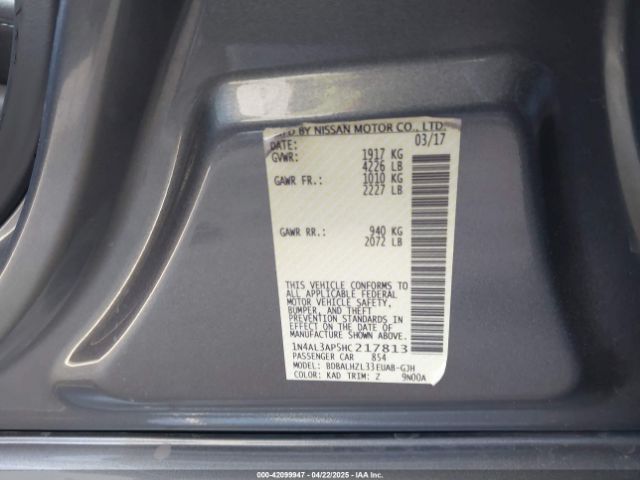 MFD BY NISSAN MOTOR CO., LTD.
DATE: 03/17
GVWR: 1917 KG
4226 LB
GAWR FR.: 1010 KG
2227 LB
GAWR RR.: 940 KG
2072 LB
THIS VEHICLE CONFORMS TO
ALL APPLICABLE FEDERAL
MOTOR VEHICLE SAFETY,
BUMPER, AND THEFT
PREVENTION STANDARDS
IN EFFECT ON THE DATE OF
MANUFACTURE SHOWN ABOVE.
1N4AL3AP5HC217813
PASSENGER CAR 854
MODEL: BDBALHZL33EUAB-GJH
COLOR: KAD TRIM: Z 9N00A
000-42099947 - 04/22/2025 - IAAI.COM